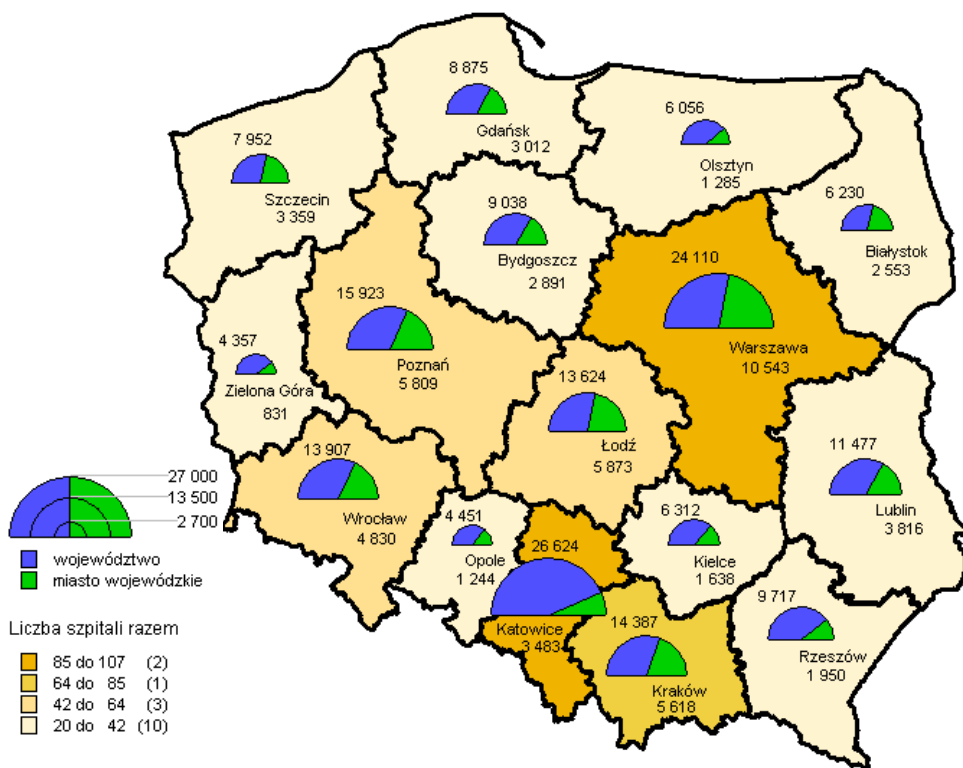 8 875
Gdańsk
3 012
6 056
Olsztyn
1 285
7 952
Szczecin
3 359
9 038
Bydgoszcz
2 891
6 230
Białystok
2 553
24 110
Warszawa
10 543
15 923
Poznań
5 809
4 357
Zielona Góra
831
13 624
Łodź
5 873
13 907
Wrocław
4 830
11 477
Lublin
3 816
4 451
Opole
1 244
26 624
Katowice
3 483
6 312
Kielce
1 638
14 387
Kraków
5 618
9 717
Rzeszów
1 950
27 000
13 500
2 700
województwo
miasto wojewódzkie
Liczba szpitali razem
85 do 107 (2)
64 do 85 (1)
42 do 64 (3)
20 do 42 (10)